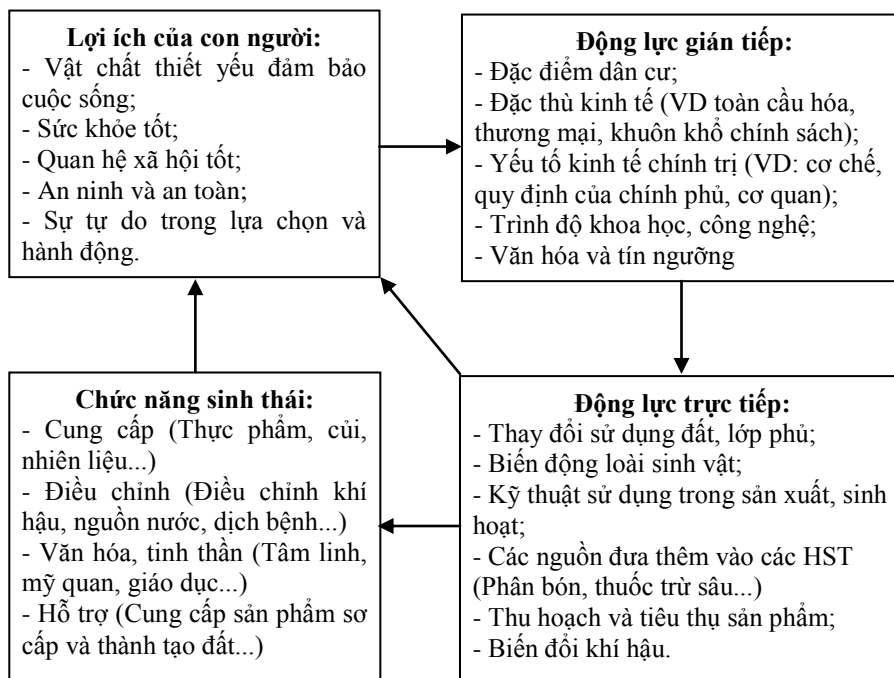 Lợi ích của con người:
- Vật chất thiết yếu đảm bảo
cuộc sống;
- Sức khỏe tốt;
- Quan hệ xã hội tốt;
- An ninh và an toàn;
- Sự tự do trong lựa chọn và
hành động.
Động lực gián tiếp:
- Đặc điểm dân cư;
- Đặc thù kinh tế (VD toàn cầu hóa,
thương mại, khuôn khổ chính sách);
- Yếu tố kinh tế chính trị (VD: cơ chế,
quy định của chính phủ, cơ quan);
- Trình độ khoa học, công nghệ;
- Văn hóa và tín ngưỡng
Chức năng sinh thái:
- Cung cấp (Thực phẩm, củi,
nhiên liệu...)
- Điều chỉnh (Điều chỉnh khí
hậu, nguồn nước, dịch bệnh...)
- Văn hóa, tinh thần (Tâm linh,
mỹ quan, giáo dục...)
- Hỗ trợ (Cung cấp sản phẩm sơ
cấp và thành tạo đất...)
Động lực trực tiếp:
- Thay đổi sử dụng đất, lớp phủ;
- Biến động loài sinh vật;
- Kỹ thuật sử dụng trong sản xuất, sinh
hoạt;
- Các nguồn đưa thêm vào các HST
(Phân bón, thuốc trừ sâu...)
- Thu hoạch và tiêu thụ sản phẩm;
- Biến đổi khí hậu.